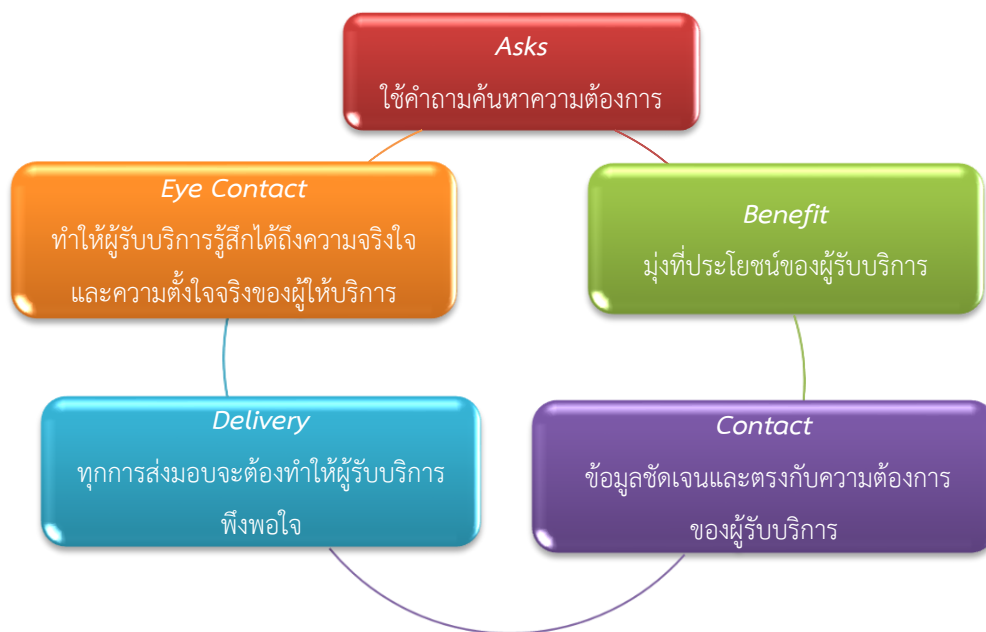 Asks
ใช้คำถามค้นหาความต้องการ
Benefit
มุ่งที่ประโยชน์ของผู้รับบริการ
Contact
ข้อมูลชัดเจนและตรงกับความต้องการ
ของผู้รับบริการ
Delivery
ทุกการส่งมอบจะต้องทำให้ผู้รับบริการ
พึงพอใจ
Eye Contact
ทำให้ผู้รับบริการรู้สึกได้ถึงความจริงใจ
และความตั้งใจจริงของผู้ให้บริการ